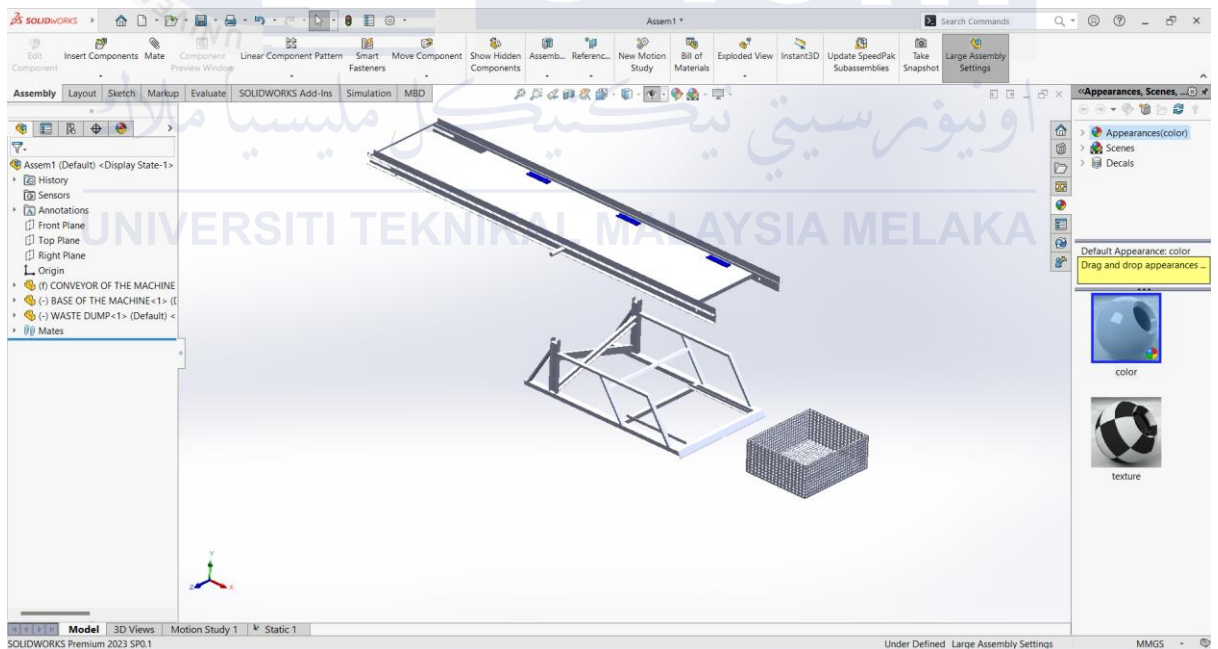 SOLIDWORKS
Assem1 *
Search Commands
Edit Component
Insert Components
Mate
Component Preview Window
Linear Component Pattern
Smart Fasteners
Move Component
Show Hidden Components
Assemb...
Referenc...
New Motion Study
Bill of Materials
Exploded View
Instant3D
Update SpeedPak Subassemblies
Take Snapshot
Large Assembly Settings
Assembly Layout Sketch Markup Evaluate SOLIDWORKS Add-Ins Simulation MBD
«Appearances, Scenes, ...
Assem1 (Default) <Display State-1>
History
Sensors
Annotations
Front Plane
Top Plane
Right Plane
Origin
(f) CONVEYOR OF THE MACHINE
(-) BASE OF THE MACHINE<1> (D
(-) WASTE DUMP<1> (Default) <
Mates
Appearances(color)
Scenes
Decals
Default Appearance: color
Drag and drop appearances ...
color
texture
اونيۏرسيتي تيكنيكل مليسيا ملاك
UNIVERSITI TEKNIKAL MALAYSIA MELAKA
Y
Z
X
Model 3D Views Motion Study 1 Static 1
SOLIDWORKS Premium 2023 SP0.1
Under Defined Large Assembly Settings MMGS